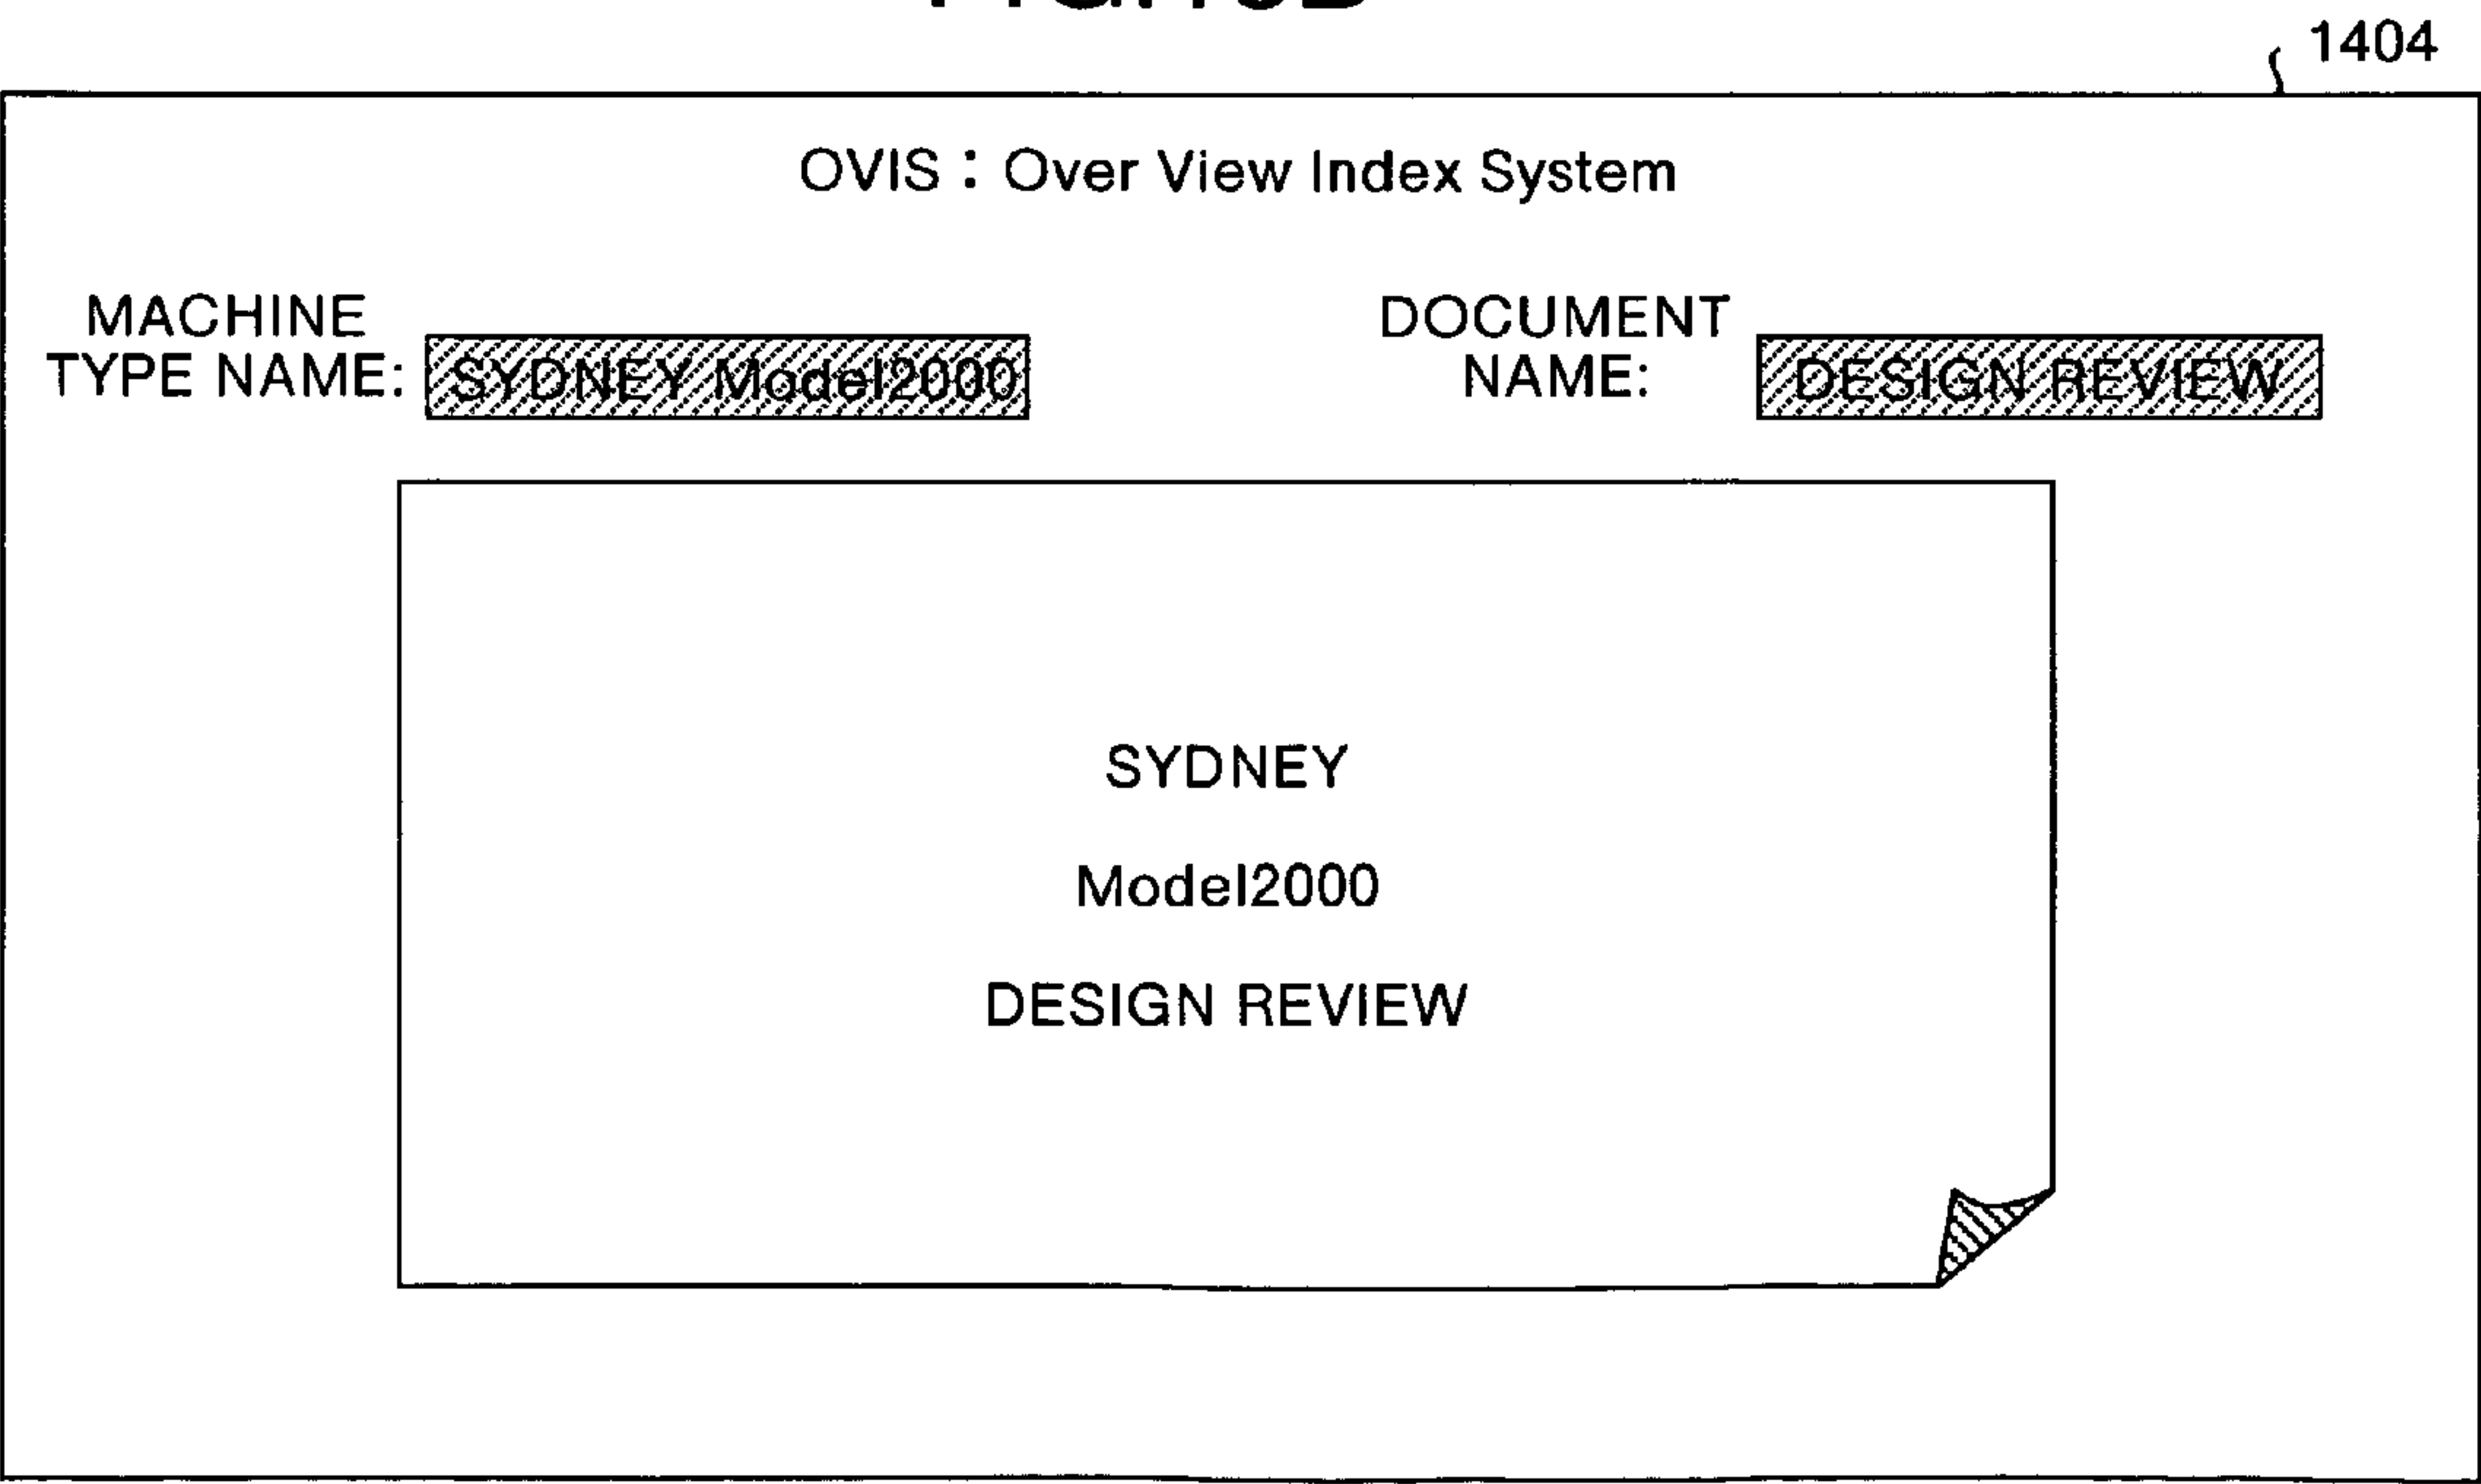 1404
OVIS : Over View Index System
MACHINE
TYPE NAME:
SYDNEY Model2000
DOCUMENT
NAME:
DESIGN REVIEW
SYDNEY
Model2000
DESIGN REVIEW